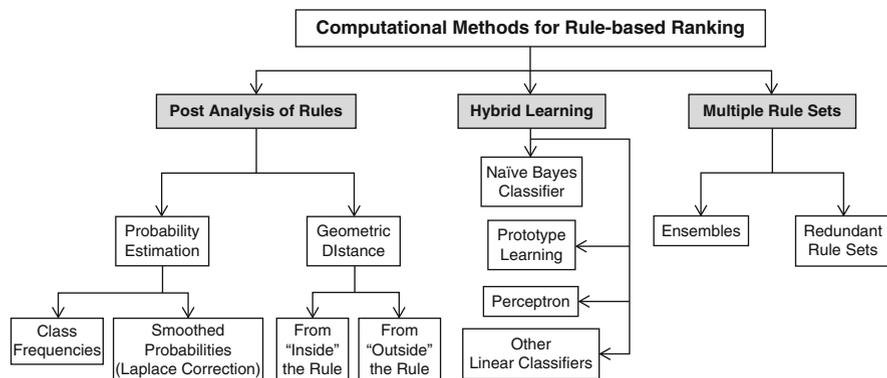 Computational Methods for Rule-based Ranking
Post Analysis of Rules
Hybrid Learning
Multiple Rule Sets
Probability
Estimation
Geometric
DIstance
Class
Frequencies
Smoothed
Probabilities
(Laplace Correction)
From
“Inside”
the Rule
From
“Outside”
the Rule
Naïve Bayes
Classifier
Prototype
Learning
Perceptron
Other
Linear Classifiers
Ensembles
Redundant
Rule Sets